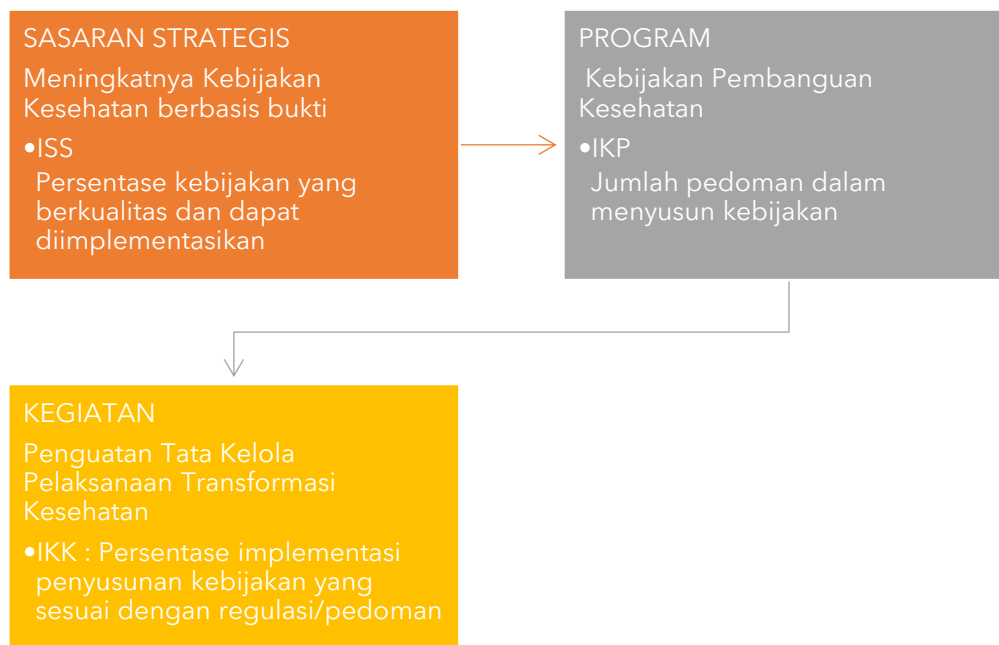 SASARAN STRATEGIS
Meningkatnya Kebijakan
Kesehatan berbasis bukti
•ISS
Persentase kebijakan yang
berkualitas dan dapat
diimplementasikan
PROGRAM
Kebijakan Pembanguan
Kesehatan
•IKP
Jumlah pedoman dalam
menyusun kebijakan
KEGIATAN
Penguatan Tata Kelola
Pelaksanaan Transformasi
Kesehatan
•IKK : Persentase implementasi
penyusunan kebijakan yang
sesuai dengan regulasi/pedoman